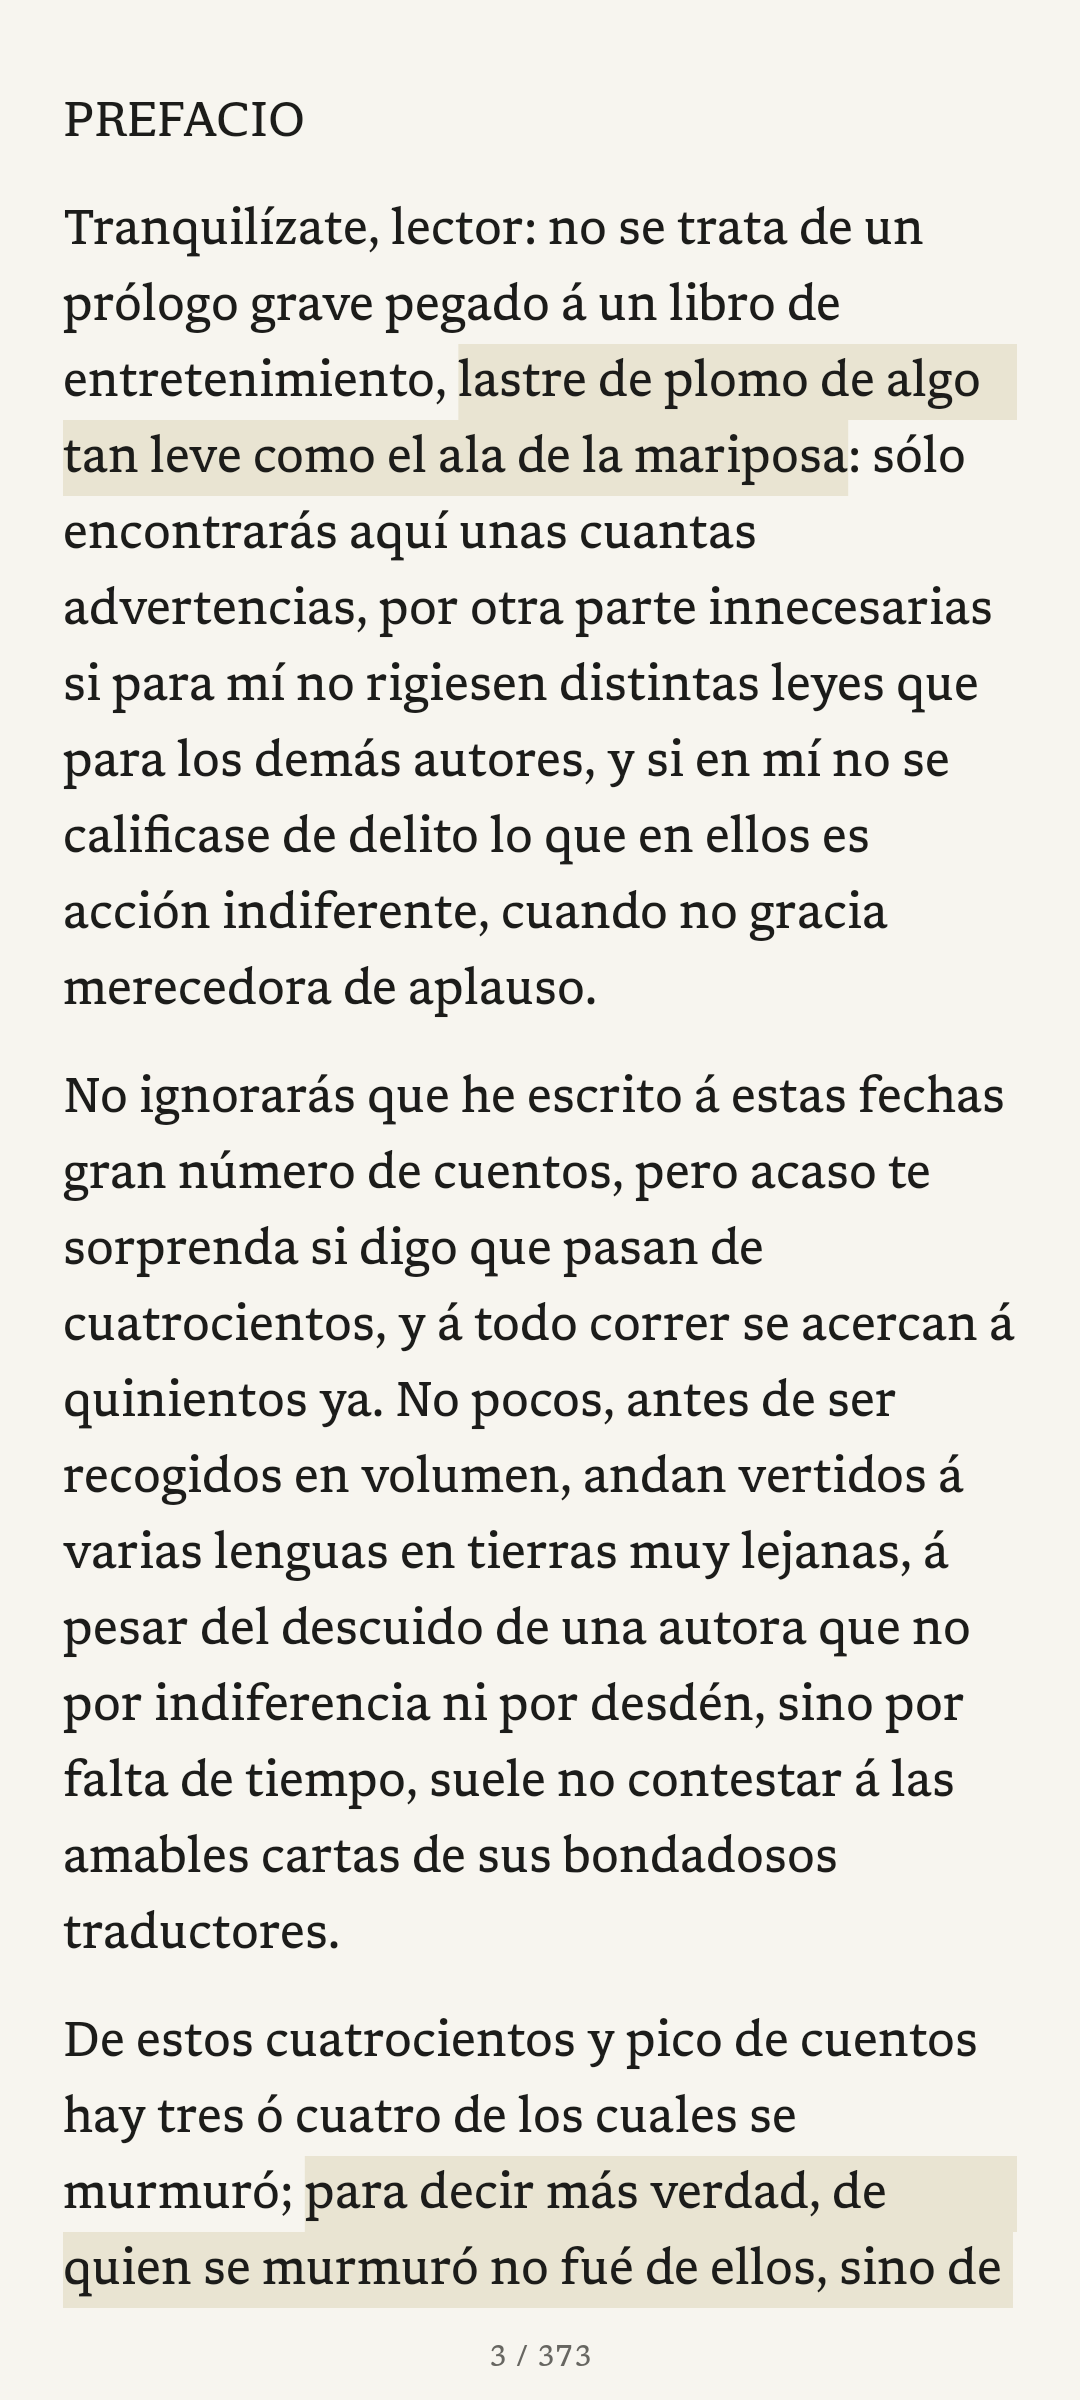 PREFACIO
Tranquilízate, lector: no se trata de un
prólogo grave pegado á un libro de
entretenimiento, lastre de plomo de algo
tan leve como el ala de la mariposa: sólo
encontrarás aquí unas cuantas
advertencias, por otra parte innecesarias
si para mí no rigiesen distintas leyes que
para los demás autores, y si en mí no se
calificase de delito lo que en ellos es
acción indiferente, cuando no gracia
merecedora de aplauso.
No ignorarás que he escrito á estas fechas
gran número de cuentos, pero acaso te
sorprenda si digo que pasan de
cuatrocientos, y á todo correr se acercan á
quinientos ya. No pocos, antes de ser
recogidos en volumen, andan vertidos á
varias lenguas en tierras muy lejanas, á
pesar del descuido de una autora que no
por indiferencia ni por desdén, sino por
falta de tiempo, suele no contestar á las
amables cartas de sus bondadosos
traductores.
De estos cuatrocientos y pico de cuentos
hay tres ó cuatro de los cuales se
murmuró; para decir más verdad, de
quien se murmuró no fué de ellos, sino de
3 / 373